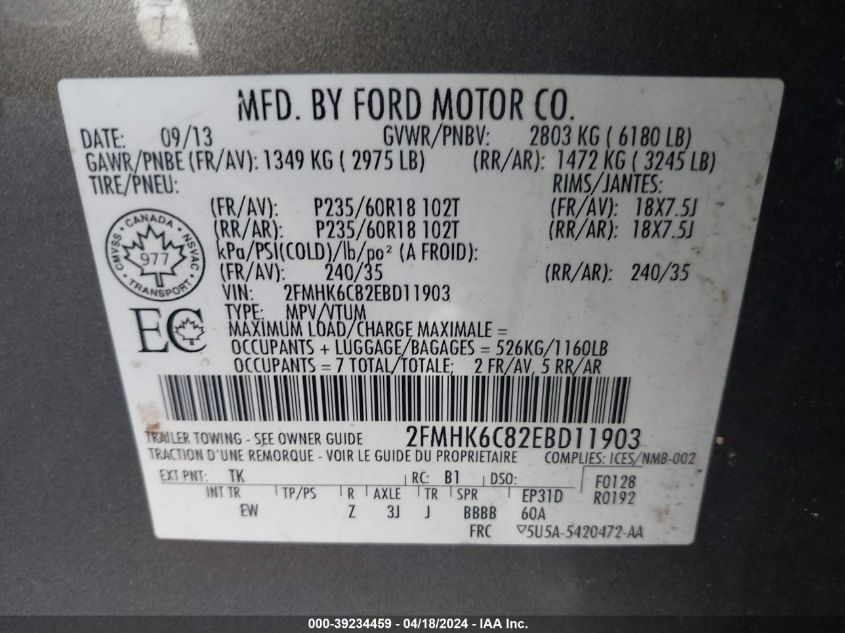 MFD. BY FORD MOTOR CO.
DATE: 09/13 GVWR/PNBV: 2803 KG ( 6180 LB)
GAWR/PNBE (FR/AV): 1349 KG ( 2975 LB) (RR/AR): 1472 KG ( 3245 LB)
TIRE/PNEU: RIMS/JANTES:
(FR/AV): P235/60R18 102T (FR/AV): 18X7.5J
(RR/AR): P235/60R18 102T (RR/AR): 18X7.5J
kPa/PSI(COLD)/lb/po² (A FROID):
(FR/AV): 240/35 (RR/AR): 240/35
CANADA
CMVSS NSVAC
977
TRANSPORT
VIN: 2FMHK6C82EBD11903
TYPE: MPV/VTUM
EC
MAXIMUM LOAD/CHARGE MAXIMALE =
OCCUPANTS + LUGGAGE/BAGAGES = 526KG/1160LB
OCCUPANTS = 7 TOTAL/TOTALE; 2 FR/AV, 5 RR/AR
TRAILER TOWING - SEE OWNER GUIDE 2FMHK6C82EBD11903
TRACTION D'UNE REMORQUE - VOIR LE GUIDE DU PROPRIETAIRE COMPLIES: ICES/NMB-002
EXT PNT: TK RC: B1 DSO: F0128
INT TR TP/PS R AXLE TR SPR EP31D R0192
EW Z 3J J BBBB 60A
FRC 5U5A-5420472-AA
000-39234459 - 04/18/2024 - IAA Inc.